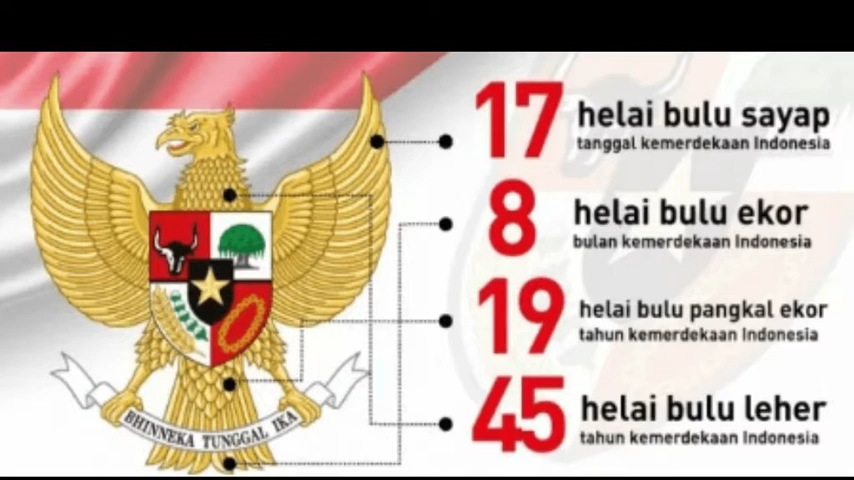 17
helai bulu sayap
tanggal kemerdekaan Indonesia
8
helai bulu ekor
bulan kemerdekaan Indonesia
19
helai bulu pangkal ekor
tahun kemerdekaan Indonesia
45
helai bulu leher
tahun kemerdekaan Indonesia
BHINNEKA TUNGGAL IKA